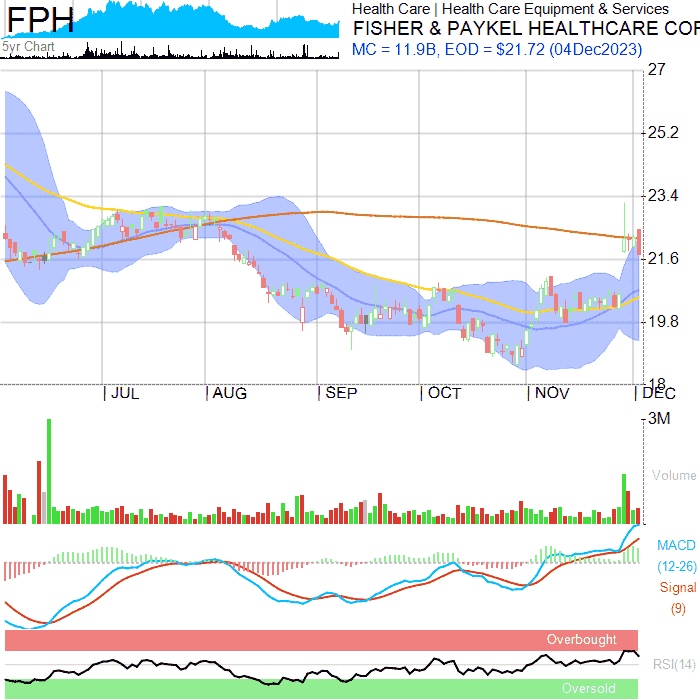 FPH
5yr Chart
Health Care | Health Care Equipment & Services
FISHER & PAYKEL HEALTHCARE COR
MC = 11.9B, EOD = $21.72 (04Dec2023)
27
25.2
23.4
21.6
19.8
18
JUL AUG SEP OCT NOV DEC
3M
Volume
MACD
(12-26)
Signal
(9)
Overbought
RSI(14)
Oversold